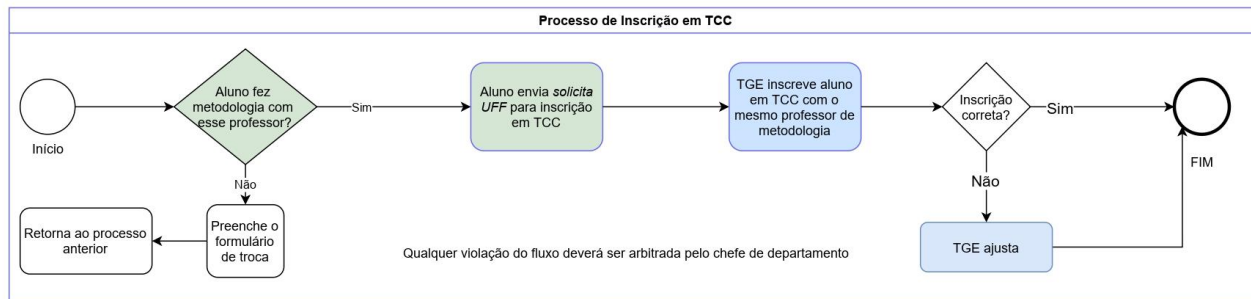 Processo de Inscrição em TCC
Início
Aluno fez
metodologia com
esse professor?
Sim
Aluno envia solicita
UFF para inscrição
em TCC
TGE inscreve aluno
em TCC com o
mesmo professor de
metodologia
Inscrição
correta?
Sim
FIM
Não
Preenche o
formulário
de troca
Retorna ao processo
anterior
Não
TGE ajusta
Qualquer violação do fluxo deverá ser arbitrada pelo chefe de departamento